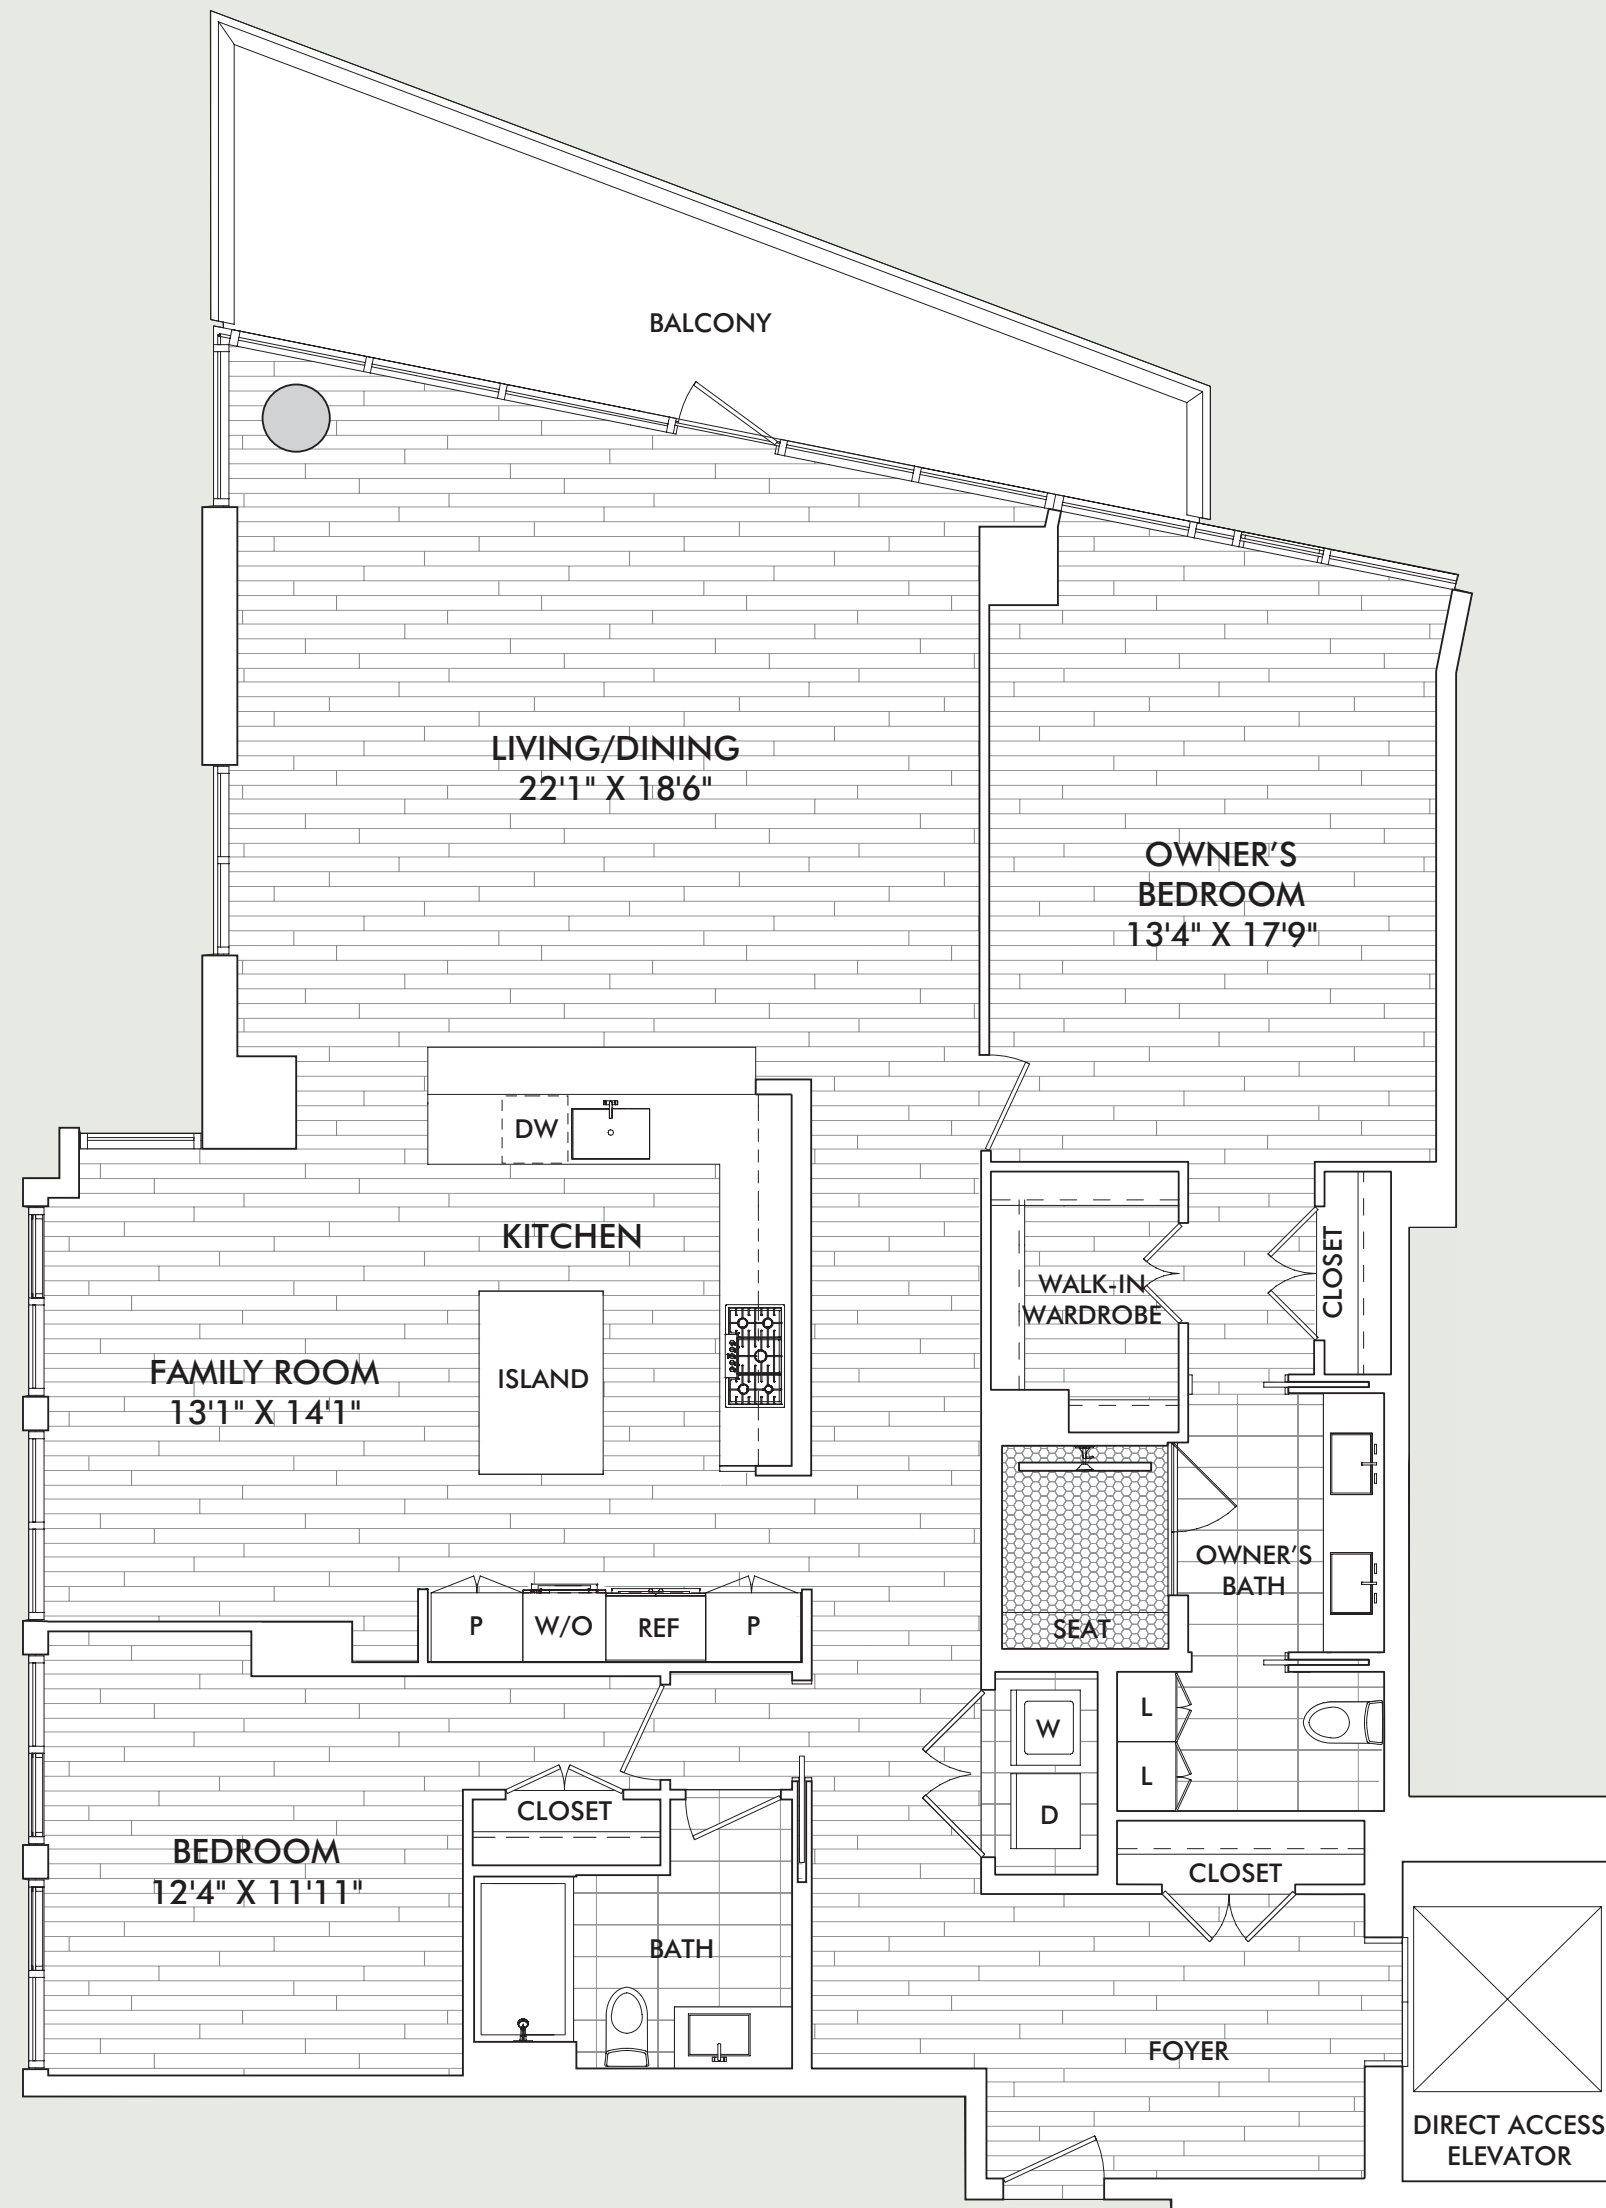 BALCONY
LIVING/DINING
22'1" X 18'6"
OWNER'S
BEDROOM
13'4" X 17'9"
DW
KITCHEN
WALK-IN
WARDROBE
CLOSET
FAMILY ROOM
13'1" X 14'1"
ISLAND
OWNER'S
BATH
SEAT
P
W/O
REF
P
W
D
L
L
CLOSET
BEDROOM
12'4" X 11'11"
BATH
CLOSET
FOYER
DIRECT ACCESS
ELEVATOR